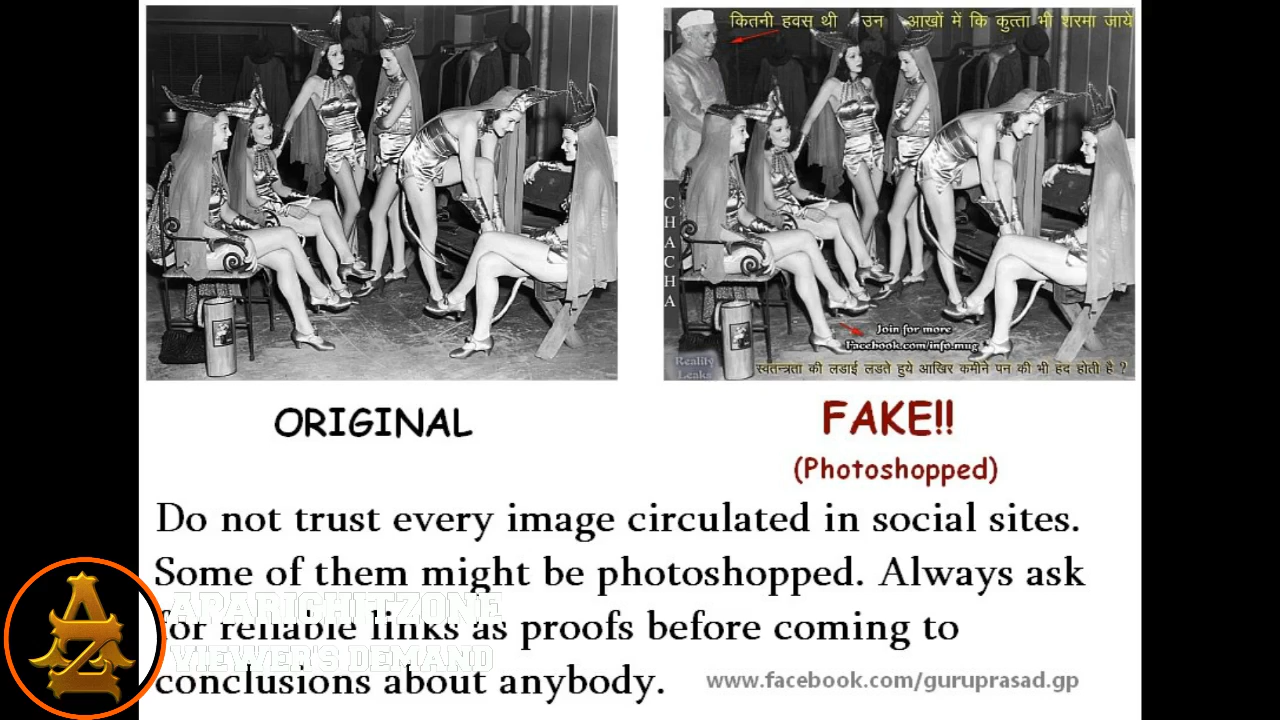 कितनी हवस थी उन आखों में कि कुत्ता भी शरमा जाये
CHACHA
Join for more
Facebook.com/info.mug
Reality
Leaks
स्वतन्त्रता की लडाई लडते हुये आखिर कमीने पन की भी हद होती है ?
ORIGINAL
FAKE!!
(Photoshopped)
Do not trust every image circulated in social sites.
Some of them might be photoshopped. Always ask
for reliable links as proofs before coming to
conclusions about anybody.
www.facebook.com/guruprasad.gp
AZ
APARICHITZONE
VIEWER'S DEMAND